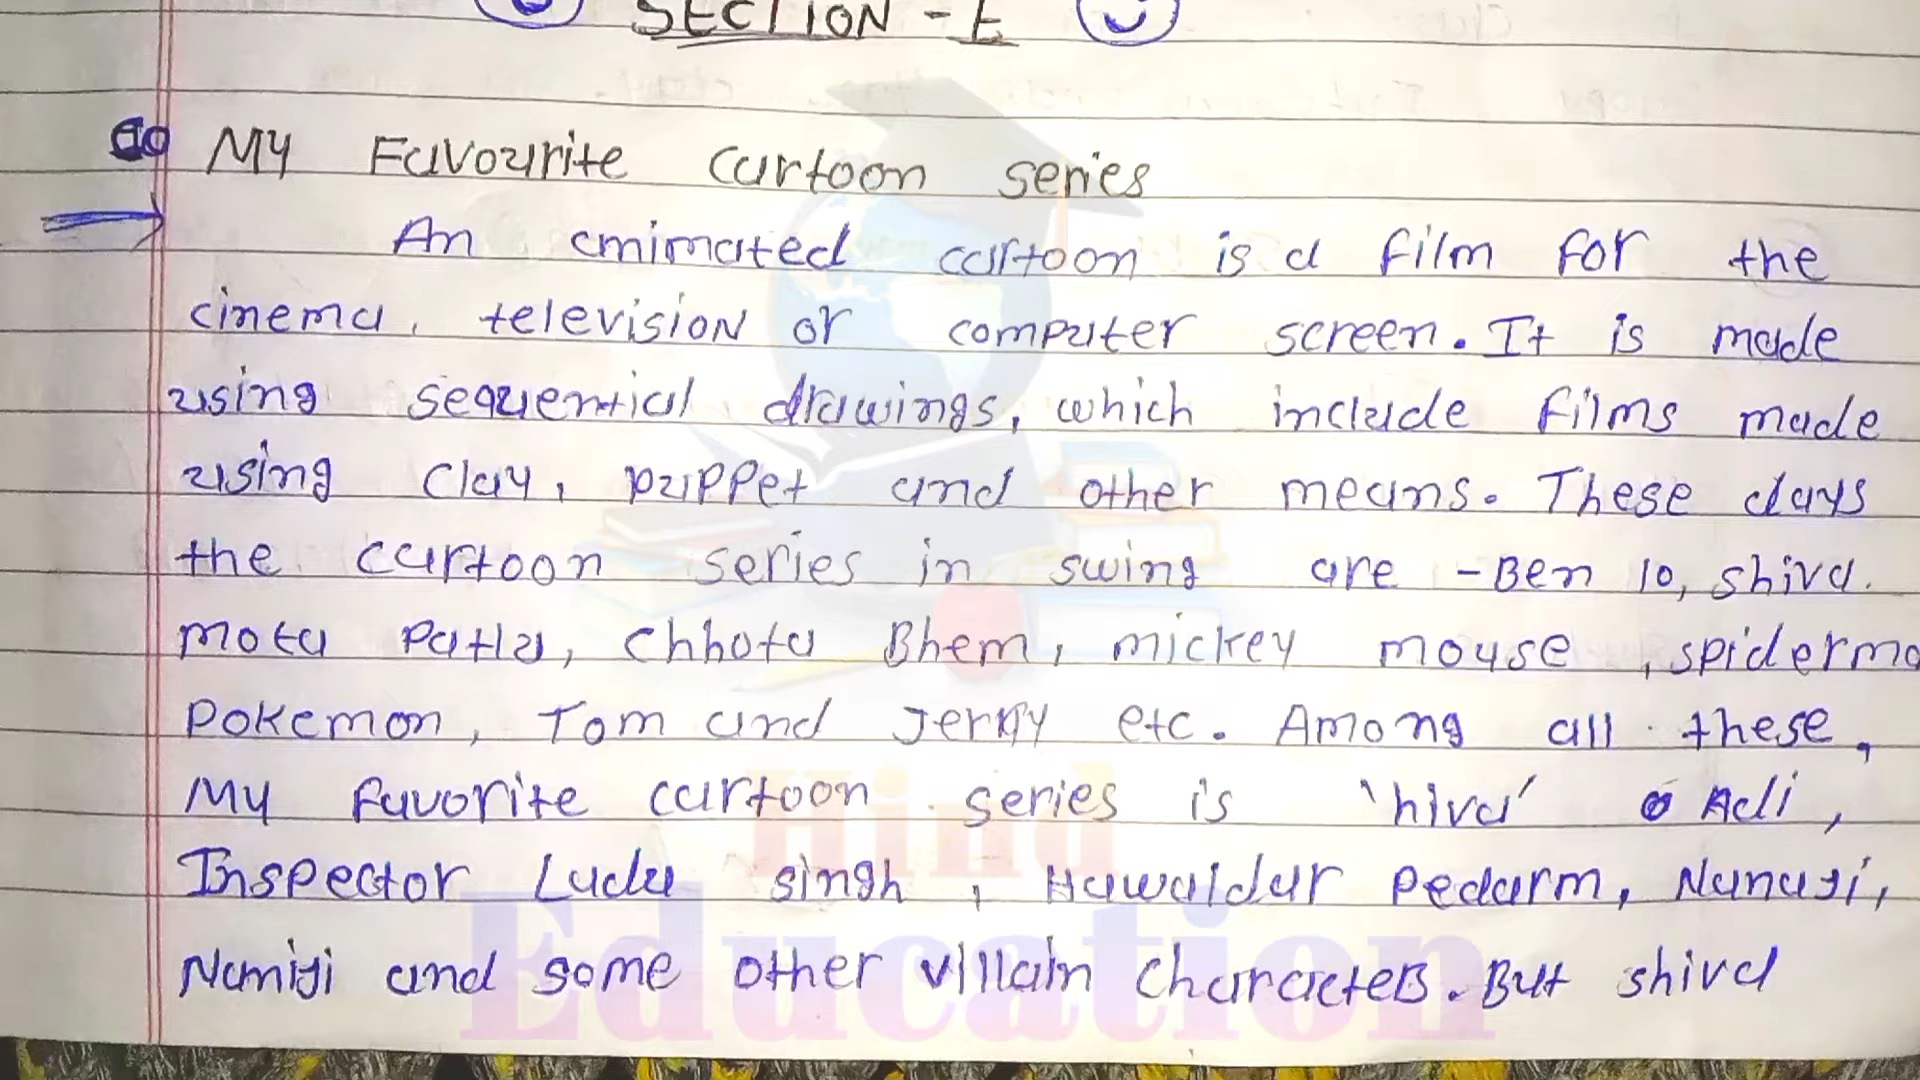 SECTION - E
My Favourite cartoon series
An animated cartoon is a film for the
cinema, television or computer screen. It is made
using sequential drawings, which include films made
using clay, puppet and other means. These days
the cartoon series in swing are - Ben 10, shiva.
mota Patlu, Chhota Bhem, mickey mouse, spiderma
Pokemon, Tom and Jerry etc. Among all these,
My favorite cartoon series is 'hiva' Adi,
Inspector Ladu singh, Hawaldar Pedarm, Nanaji,
Naniji and some other villain characters. But shiva
Hind
Education